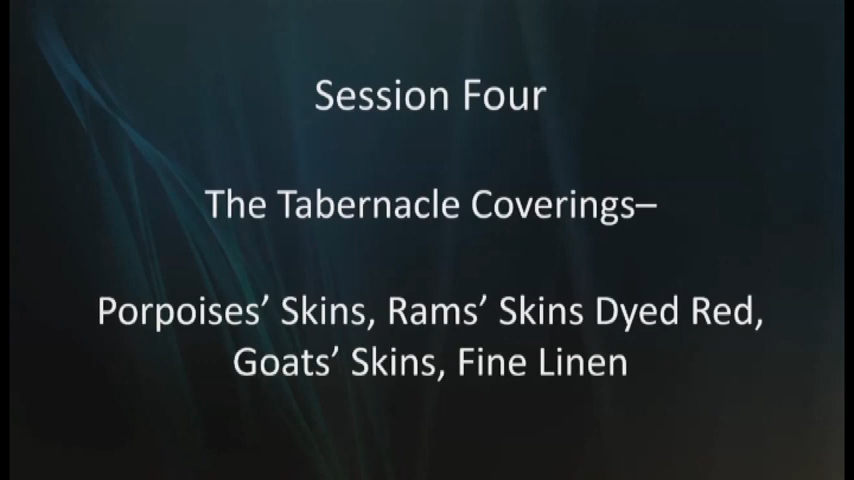 Session Four
The Tabernacle Coverings–
Porpoises’ Skins, Rams’ Skins Dyed Red,
Goats’ Skins, Fine Linen